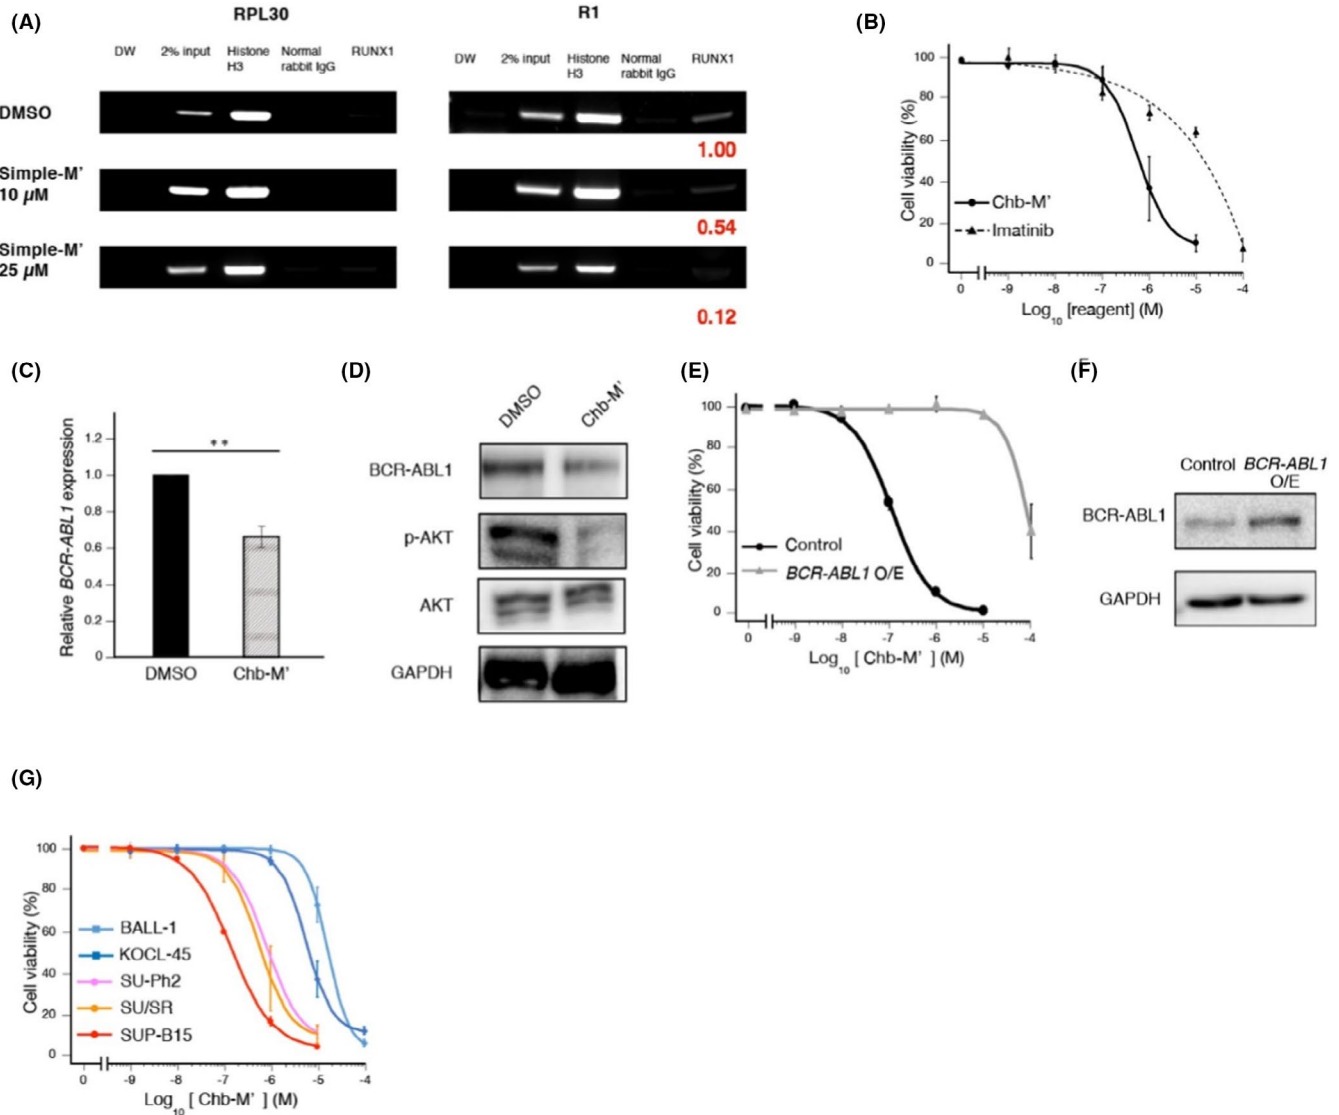 (A)
RPL30
R1
DW 2% input Histone H3 Normal rabbit IgG RUNX1
DW 2% input Histone H3 Normal rabbit IgG RUNX1
DMSO
1.00
Simple-M’
10 μM
0.54
Simple-M’
25 μM
0.12
(B)
Cell viability (%)
100
80
60
40
20
0
Chb-M’
Imatinib
0 -9 -8 -7 -6 -5 -4
Log10 [reagent] (M)
(C)
Relative BCR-ABL1 expression
1.2
1.0
0.8
0.6
0.4
0.2
0
**
DMSO Chb-M’
(D)
DMSO Chb-M’
BCR-ABL1
p-AKT
AKT
GAPDH
(E)
Cell viability (%)
100
80
60
40
20
0
Control
BCR-ABL1 O/E
0 -9 -8 -7 -6 -5 -4
Log10 [ Chb-M’ ] (M)
(F)
Control BCR-ABL1
O/E
BCR-ABL1
GAPDH
(G)
Cell viability (%)
100
80
60
40
20
0
BALL-1
KOCL-45
SU-Ph2
SU/SR
SUP-B15
0 -9 -8 -7 -6 -5 -4
Log10 [ Chb-M’ ] (M)